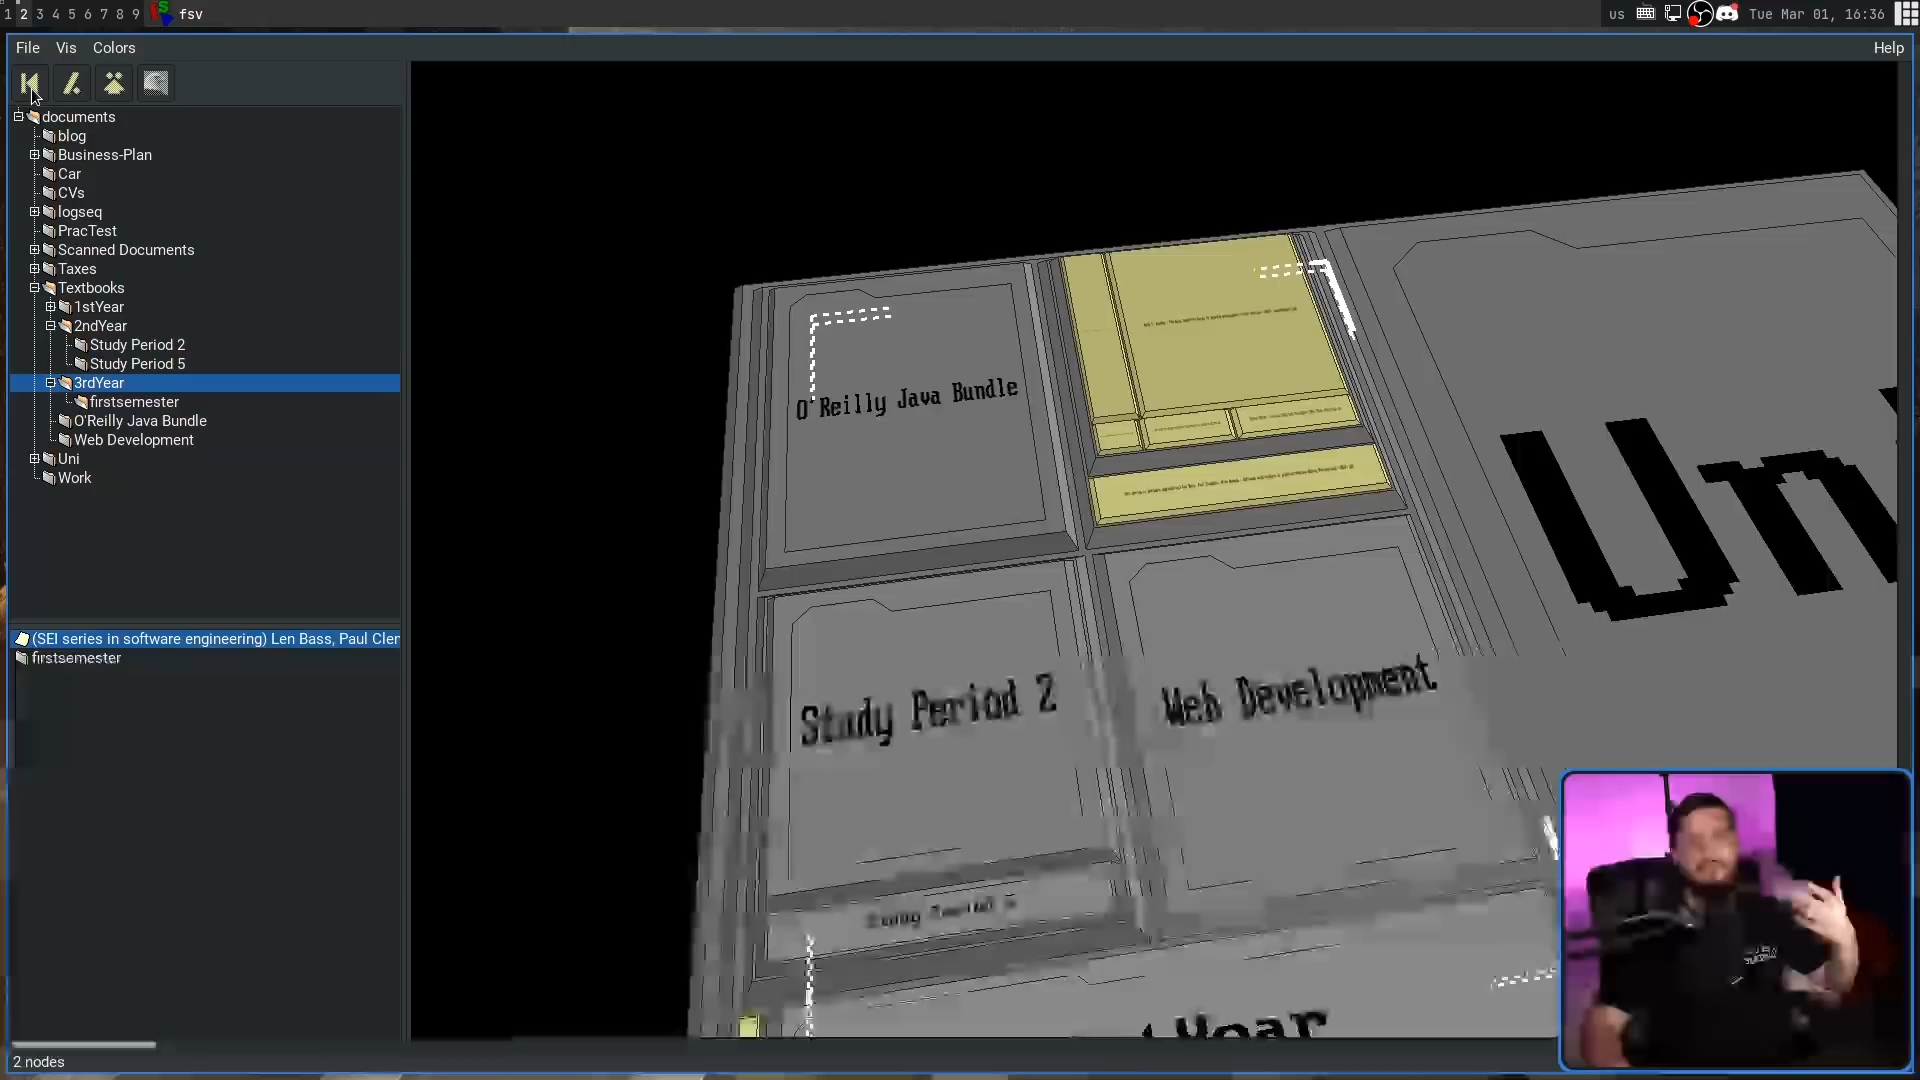 1 2 3 4 5 6 7 8 9 fsv us Tue Mar 01, 16:36
File Vis Colors Help
documents
blog
Business-Plan
Car
CVs
logseq
PracTest
Scanned Documents
Taxes
Textbooks
1stYear
2ndYear
Study Period 2
Study Period 5
3rdYear
firstsemester
O'Reilly Java Bundle
Web Development
Uni
Work
(SEI series in software engineering) Len Bass, Paul Cler
firstsemester
2 nodes
O'Reilly Java Bundle
Study Period 2
Web Development